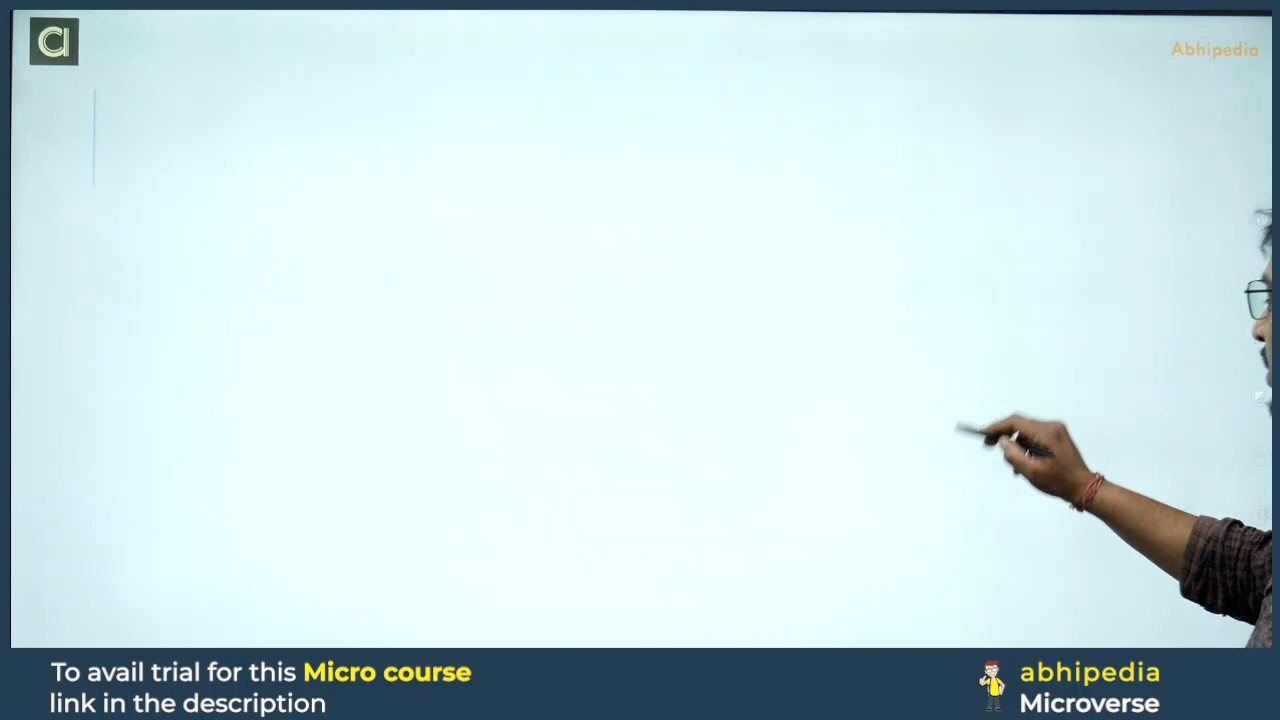 Abhipedia
To avail trial for this Micro course
link in the description
abhipedia
Microverse